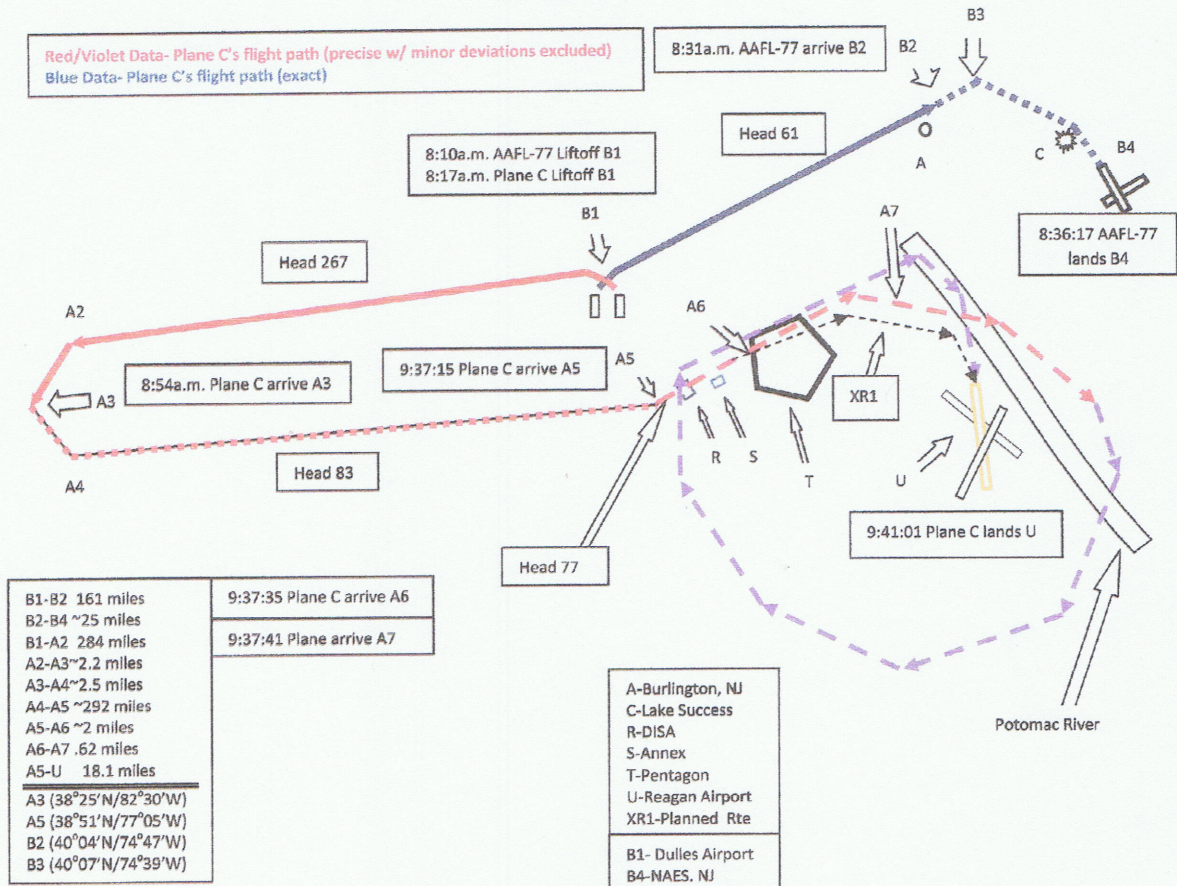 Red/Violet Data- Plane C's flight path (precise w/ minor deviations excluded)
Blue Data- Plane C's flight path (exact)
8:31a.m. AAFL-77 arrive B2
B2
B3
Head 61
A
C
B4
8:10a.m. AAFL-77 Liftoff B1
8:17a.m. Plane C Liftoff B1
B1
A7
8:36:17 AAFL-77
lands B4
Head 267
A2
A6
9:37:15 Plane C arrive A5
A5
8:54a.m. Plane C arrive A3
A3
XR1
R
S
T
U
Head 83
A4
9:41:01 Plane C lands U
Head 77
B1-B2 161 miles
B2-B4 ~25 miles
B1-A2 284 miles
A2-A3~2.2 miles
A3-A4~2.5 miles
A4-A5 ~292 miles
A5-A6 ~2 miles
A6-A7 .62 miles
A5-U 18.1 miles
A3 (38°25'N/82°30'W)
A5 (38°51'N/77°05'W)
B2 (40°04'N/74°47'W)
B3 (40°07'N/74°39'W)
9:37:35 Plane C arrive A6
9:37:41 Plane arrive A7
A-Burlington, NJ
C-Lake Success
R-DISA
S-Annex
T-Pentagon
U-Reagan Airport
XR1-Planned Rte
B1- Dulles Airport
B4-NAES. NJ
Potomac River